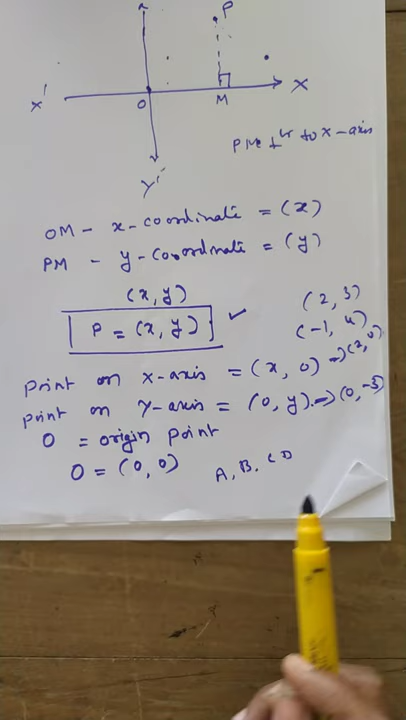 P
X' O M X
PM ⊥lr to x-axis
Y'
OM - x-coordinate = (x)
PM - y-coordinate = (y)
(x, y)
P = (x, y) ✓
(2, 3)
(-1, 4)
point on x-axis = (x, 0) ⇒ (2, 0)
point on y-axis = (0, y). ⇒ (0, -3)
O = origin point
O = (0, 0)
A, B, C D